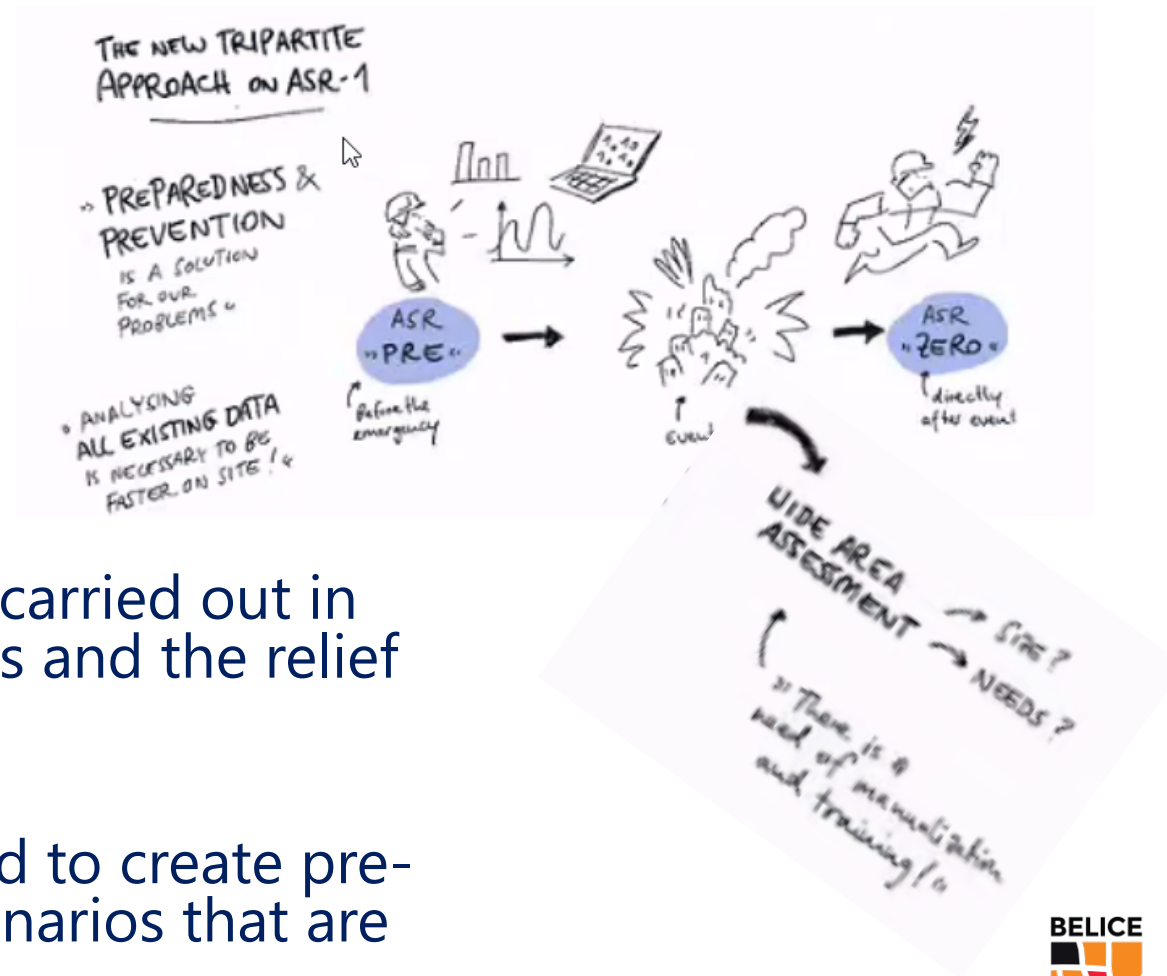 THE NEW TRIPARTITE
APPROACH ON ASR-1
» PREPAREDNESS &
PREVENTION
IS A SOLUTION
FOR OUR
PROBLEMS «
» ANALYSING
ALL EXISTING DATA
IS NECESSARY TO BE
FASTER ON SITE! «
ASR
»PRE«
Before the
emergency
Event
ASR
»ZERO«
directly
after event
WIDE AREA
ASSESSMENT
SIZE?
NEEDS?
» There is a
need of manualization
and training! «
carried out in
s and the relief
d to create pre-
narios that are
BELICE